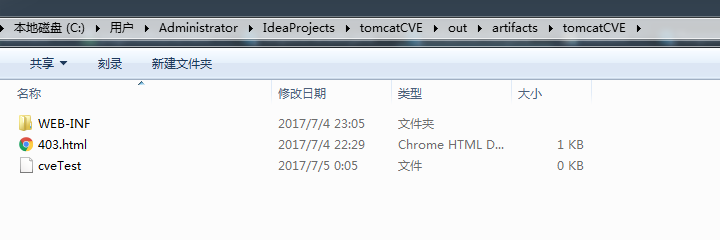 本地磁盘 (C:) ▸ 用户 ▸ Administrator ▸ IdeaProjects ▸ tomcatCVE ▸ out ▸ artifacts ▸ tomcatCVE ▸
共享 ▼ 刻录 新建文件夹
名称 修改日期 类型 大小
WEB-INF 2017/7/4 23:05 文件夹
403.html 2017/7/4 22:29 Chrome HTML D... 1 KB
cveTest 2017/7/5 0:05 文件 0 KB